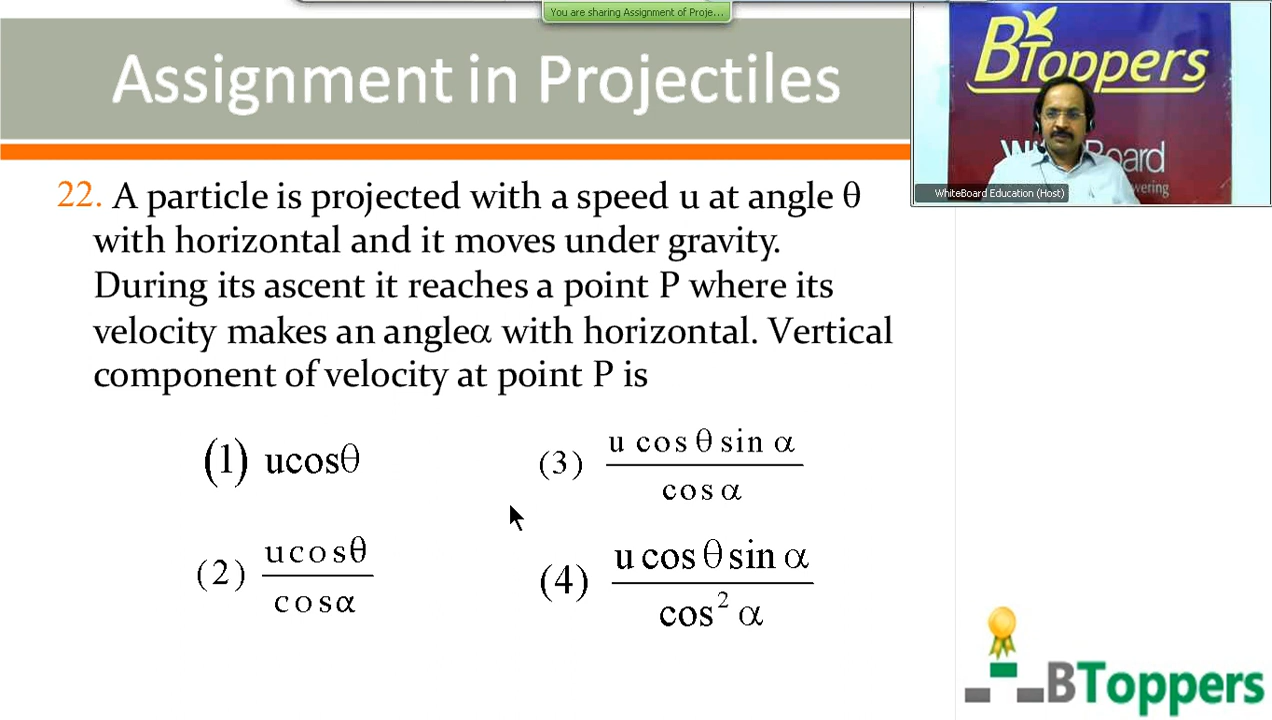 You are sharing Assignment of Proje...
Assignment in Projectiles
BToppers
WhiteBoard Education (Host)
22. A particle is projected with a speed u at angle θ
with horizontal and it moves under gravity.
During its ascent it reaches a point P where its
velocity makes an angleα with horizontal. Vertical
component of velocity at point P is
(1) ucosθ
(2) ucosθ / cosα
(3) u cos θ sin α / cos α
(4) u cos θ sin α / cos² α
BToppers